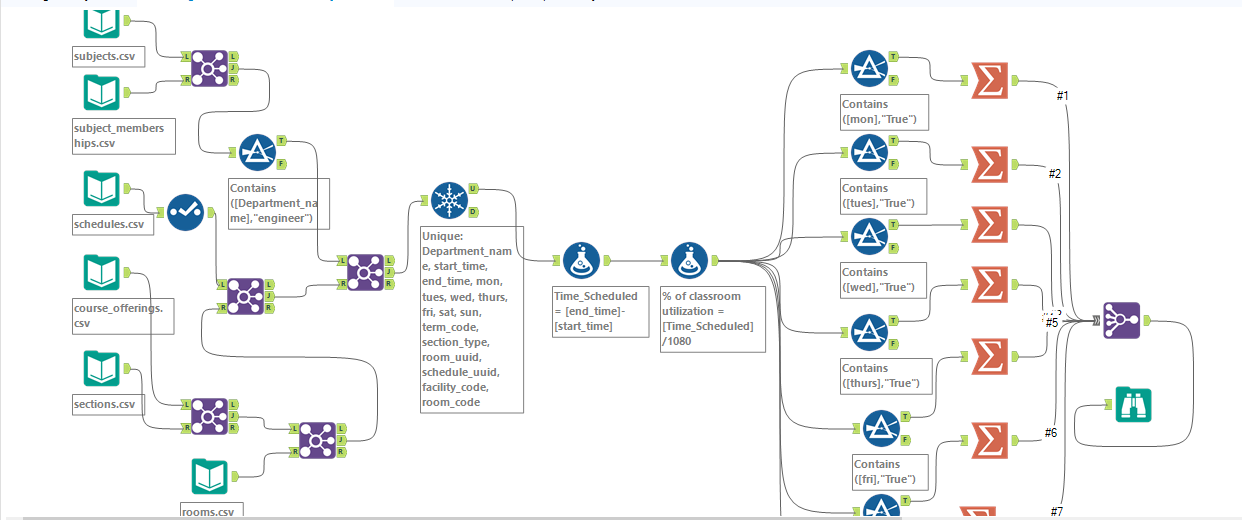 subjects.csv
subject_members
hips.csv
schedules.csv
course_offerings.
csv
sections.csv
rooms.csv
L
R
L
J
R
T
F
Contains
([Department_na
me],"engineer")
L
R
L
J
R
L
R
L
J
R
L
R
L
J
R
L
R
L
J
R
U
D
Unique:
Department_nam
e, start_time,
end_time, mon,
tues, wed, thurs,
fri, sat, sun,
term_code,
section_type,
room_uuid,
schedule_uuid,
facility_code,
room_code
Time_Scheduled
= [end_time]-
[start_time]
% of classroom
utilization =
[Time_Scheduled]
/1080
T
F
Contains
([mon],"True")
T
F
Contains
([tues],"True")
T
F
Contains
([wed],"True")
T
F
Contains
([thurs],"True")
T
F
Contains
([fri],"True")
T
#1
#2
#5
#6
#7